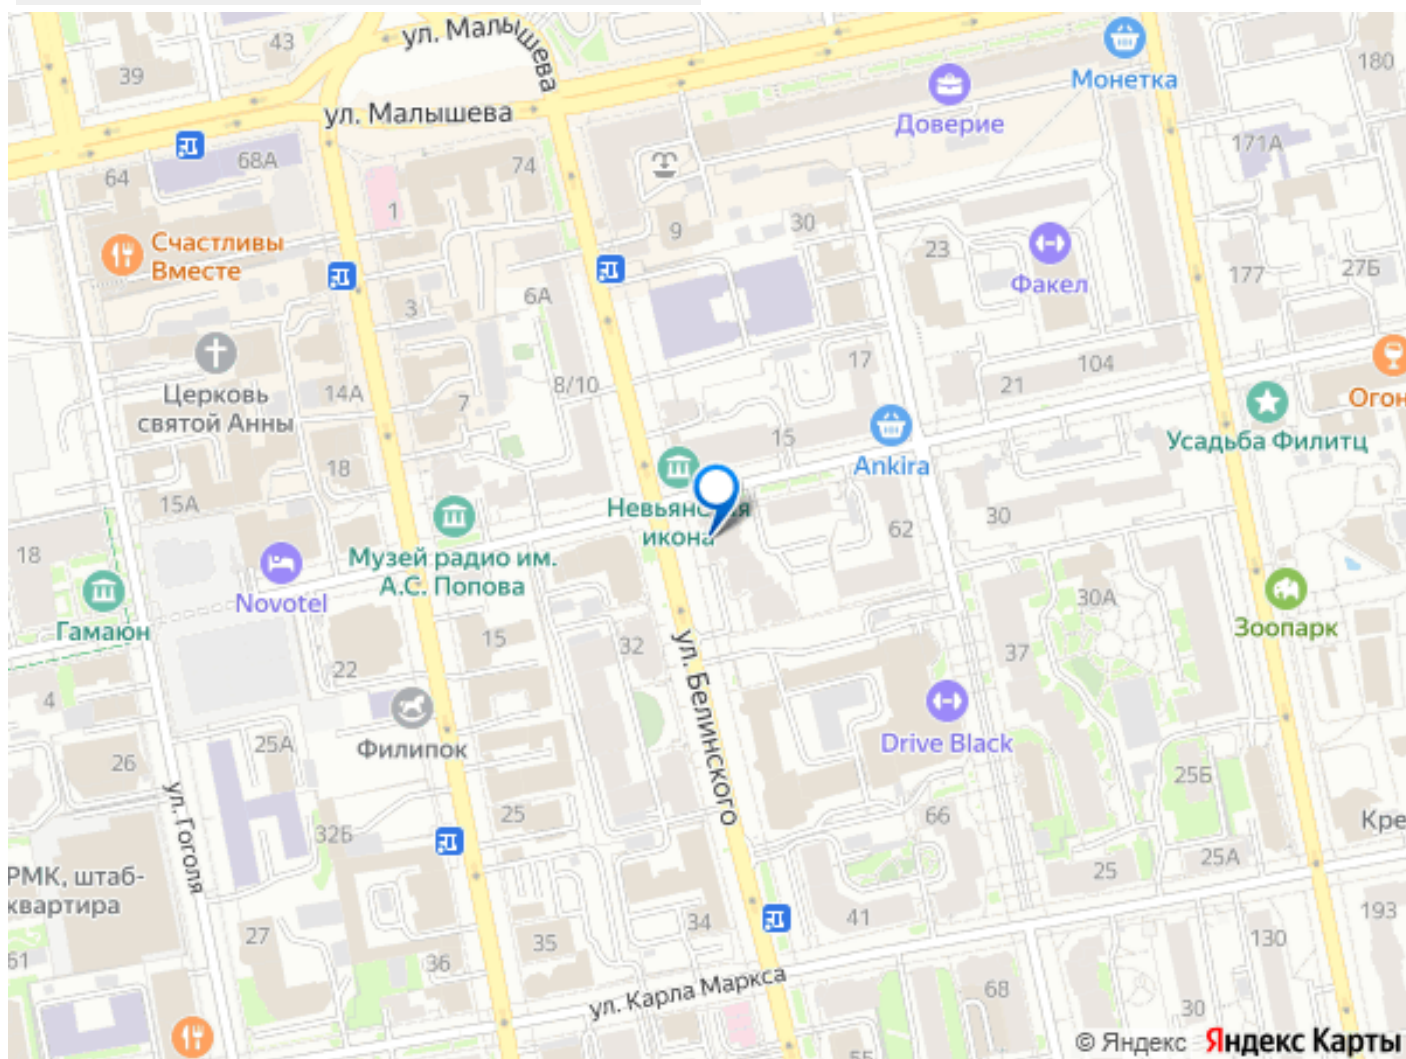 43
ул. Малышева
39
ул. Малышева
Монетка
180
Доверие
171А
68А
64
74
1
9
30
23
Счастливы
Вместе
Факел
177
27Б
6А
3
Церковь
святой Анны
14А
7
8/10
17
104
21
Огон
Усадьба Филитц
15
Ankira
18
15А
Невьянская
икона
Музей радио им.
А.С. Попова
62
30
18
Novotel
Гамаюн
30А
Зоопарк
15
32
37
22
4
ул. Белинского
Филипок
25А
Drive Black
26
25Б
ул. Гоголя
32Б
25
66
Кре
РМК, штаб-
квартира
25
25А
193
27
34
41
130
61
35
36
ул. Карла Маркса
68
30
55
© Яндекс Яндекс Карты